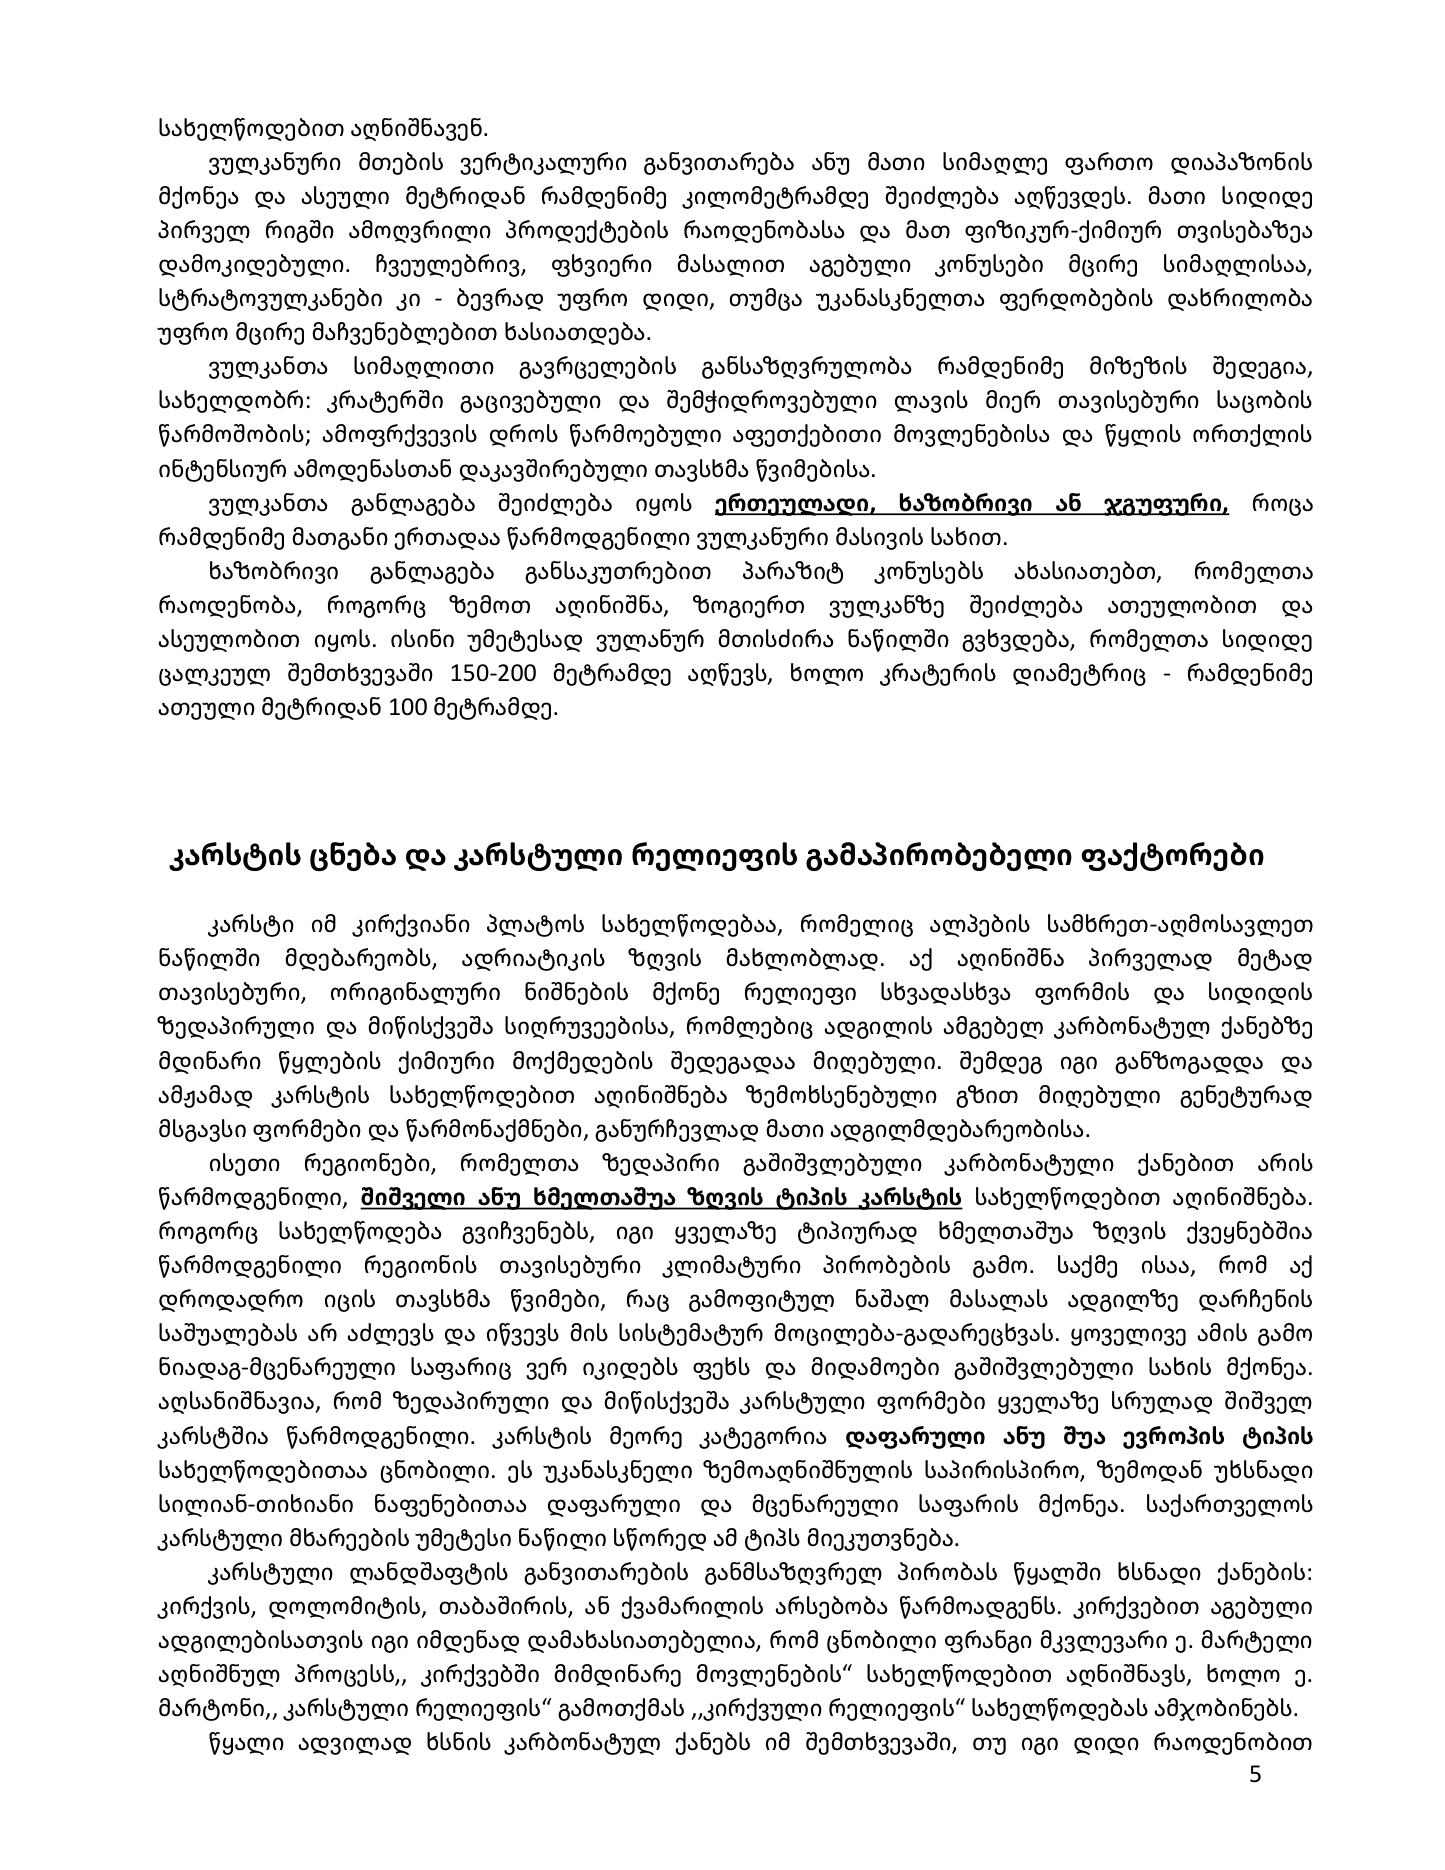 სახელწოდებით აღნიშნავენ.
ვულკანური მთების ვერტიკალური განვითარება ანუ მათი სიმაღლე ფართო დიაპაზონის
მქონეა და ასეული მეტრიდან რამდენიმე კილომეტრამდე შეიძლება აღწევდეს. მათი სიდიდე
პირველ რიგში ამოღვრილი პროდექტების რაოდენობასა და მათ ფიზიკურ-ქიმიურ თვისებაზეა
დამოკიდებული. ჩვეულებრივ, ფხვიერი მასალით აგებული კონუსები მცირე სიმაღლისაა,
სტრატოვულკანები კი - ბევრად უფრო დიდი, თუმცა უკანასკნელთა ფერდობების დახრილობა
უფრო მცირე მაჩვენებლებით ხასიათდება.
ვულკანთა სიმაღლითი გავრცელების განსაზღვრულობა რამდენიმე მიზეზის შედეგია,
სახელდობრ: კრატერში გაცივებული და შემჭიდროვებული ლავის მიერ თავისებური საცობის
წარმოშობის; ამოფრქვევის დროს წარმოებული აფეთქებითი მოვლენებისა და წყლის ორთქლის
ინტენსიურ ამოდენასთან დაკავშირებული თავსხმა წვიმებისა.
ვულკანთა განლაგება შეიძლება იყოს ერთეულადი, ხაზობრივი ან ჯგუფური, როცა
რამდენიმე მათგანი ერთადაა წარმოდგენილი ვულკანური მასივის სახით.
ხაზობრივი განლაგება განსაკუთრებით პარაზიტ კონუსებს ახასიათებთ, რომელთა
რაოდენობა, როგორც ზემოთ აღინიშნა, ზოგიერთ ვულკანზე შეიძლება ათეულობით და
ასეულობით იყოს. ისინი უმეტესად ვულანურ მთისძირა ნაწილში გვხვდება, რომელთა სიდიდე
ცალკეულ შემთხვევაში 150-200 მეტრამდე აღწევს, ხოლო კრატერის დიამეტრიც - რამდენიმე
ათეული მეტრიდან 100 მეტრამდე.
კარსტის ცნება და კარსტული რელიეფის გამაპირობებელი ფაქტორები
კარსტი იმ კირქვიანი პლატოს სახელწოდებაა, რომელიც ალპების სამხრეთ-აღმოსავლეთ
ნაწილში მდებარეობს, ადრიატიკის ზღვის მახლობლად. აქ აღინიშნა პირველად მეტად
თავისებური, ორიგინალური ნიშნების მქონე რელიეფი სხვადასხვა ფორმის და სიდიდის
ზედაპირული და მიწისქვეშა სიღრუვეებისა, რომლებიც ადგილის ამგებელ კარბონატულ ქანებზე
მდინარი წყლების ქიმიური მოქმედების შედეგადაა მიღებული. შემდეგ იგი განზოგადდა და
ამჟამად კარსტის სახელწოდებით აღინიშნება ზემოხსენებული გზით მიღებული გენეტურად
მსგავსი ფორმები და წარმონაქმნები, განურჩევლად მათი ადგილმდებარეობისა.
ისეთი რეგიონები, რომელთა ზედაპირი გაშიშვლებული კარბონატული ქანებით არის
წარმოდგენილი, შიშველი ანუ ხმელთაშუა ზღვის ტიპის კარსტის სახელწოდებით აღინიშნება.
როგორც სახელწოდება გვიჩვენებს, იგი ყველაზე ტიპიურად ხმელთაშუა ზღვის ქვეყნებშია
წარმოდგენილი რეგიონის თავისებური კლიმატური პირობების გამო. საქმე ისაა, რომ აქ
დროდადრო იცის თავსხმა წვიმები, რაც გამოფიტულ ნაშალ მასალას ადგილზე დარჩენის
საშუალებას არ აძლევს და იწვევს მის სისტემატურ მოცილება-გადარეცხვას. ყოველივე ამის გამო
ნიადაგ-მცენარეული საფარიც ვერ იკიდებს ფეხს და მიდამოები გაშიშვლებული სახის მქონეა.
აღსანიშნავია, რომ ზედაპირული და მიწისქვეშა კარსტული ფორმები ყველაზე სრულად შიშველ
კარსტშია წარმოდგენილი. კარსტის მეორე კატეგორია დაფარული ანუ შუა ევროპის ტიპის
სახელწოდებითაა ცნობილი. ეს უკანასკნელი ზემოაღნიშნულის საპირისპირო, ზემოდან უხსნადი
სილიან-თიხიანი ნაფენებითაა დაფარული და მცენარეული საფარის მქონეა. საქართველოს
კარსტული მხარეების უმეტესი ნაწილი სწორედ ამ ტიპს მიეკუთვნება.
კარსტული ლანდშაფტის განვითარების განმსაზღვრელ პირობას წყალში ხსნადი ქანების:
კირქვის, დოლომიტის, თაბაშირის, ან ქვამარილის არსებობა წარმოადგენს. კირქვებით აგებული
ადგილებისათვის იგი იმდენად დამახასიათებელია, რომ ცნობილი ფრანგი მკვლევარი ე. მარტელი
აღნიშნულ პროცესს,, კირქვებში მიმდინარე მოვლენების“ სახელწოდებით აღნიშნავს, ხოლო ე.
მარტონი,, კარსტული რელიეფის“ გამოთქმას ,,კირქვული რელიეფის“ სახელწოდებას ამჯობინებს.
წყალი ადვილად ხსნის კარბონატულ ქანებს იმ შემთხვევაში, თუ იგი დიდი რაოდენობით
5